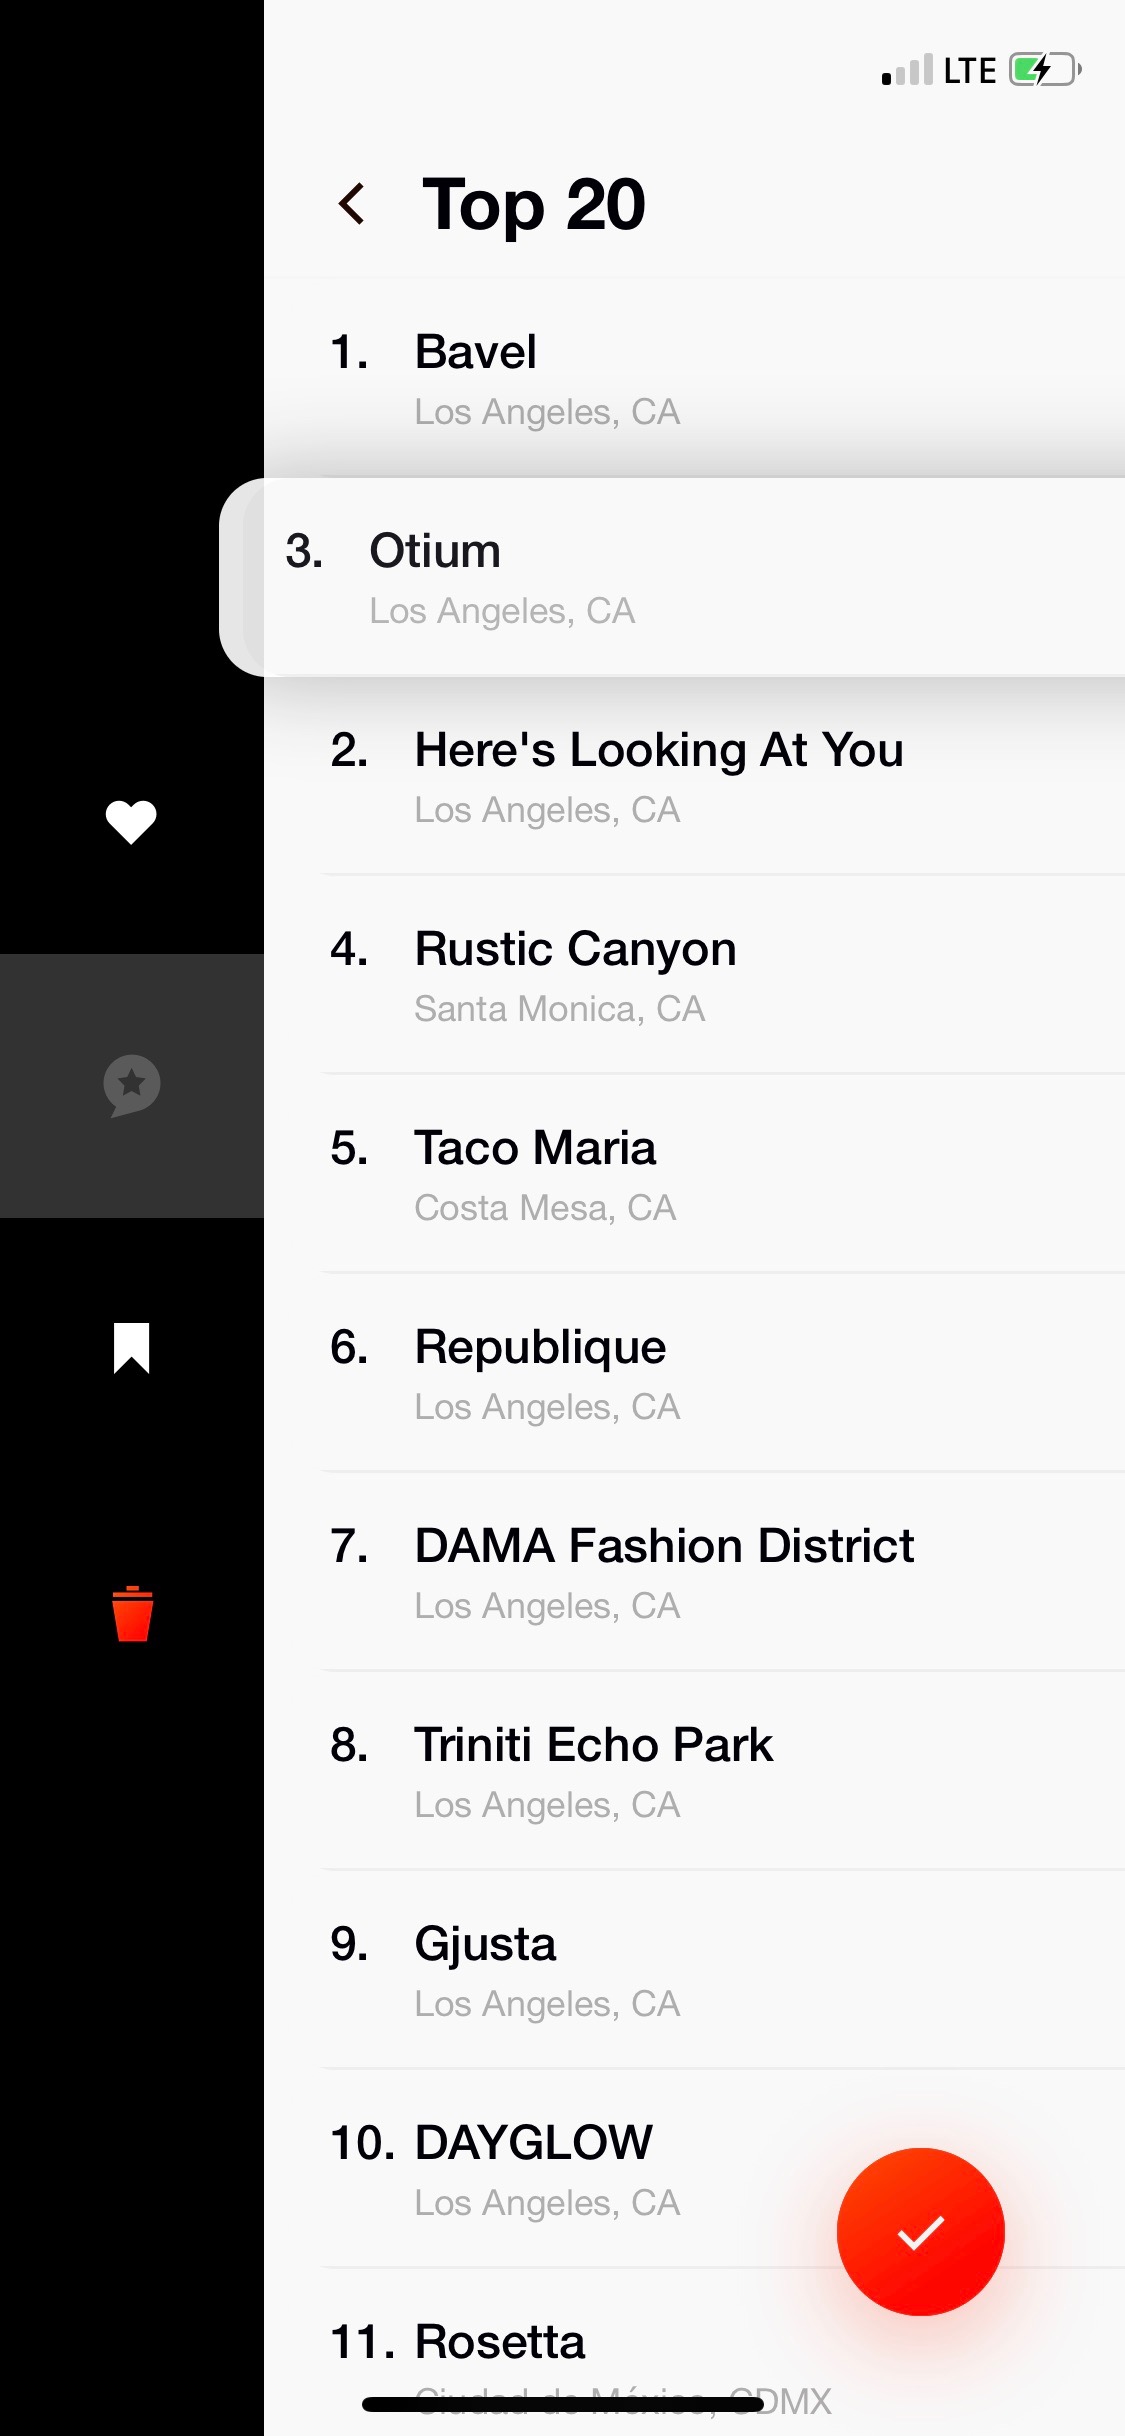 LTE
Top 20
1. Bavel
Los Angeles, CA
3. Otium
Los Angeles, CA
2. Here's Looking At You
Los Angeles, CA
4. Rustic Canyon
Santa Monica, CA
5. Taco Maria
Costa Mesa, CA
6. Republique
Los Angeles, CA
7. DAMA Fashion District
Los Angeles, CA
8. Triniti Echo Park
Los Angeles, CA
9. Gjusta
Los Angeles, CA
10. DAYGLOW
Los Angeles, CA
11. Rosetta
Ciudad de México, CDMX